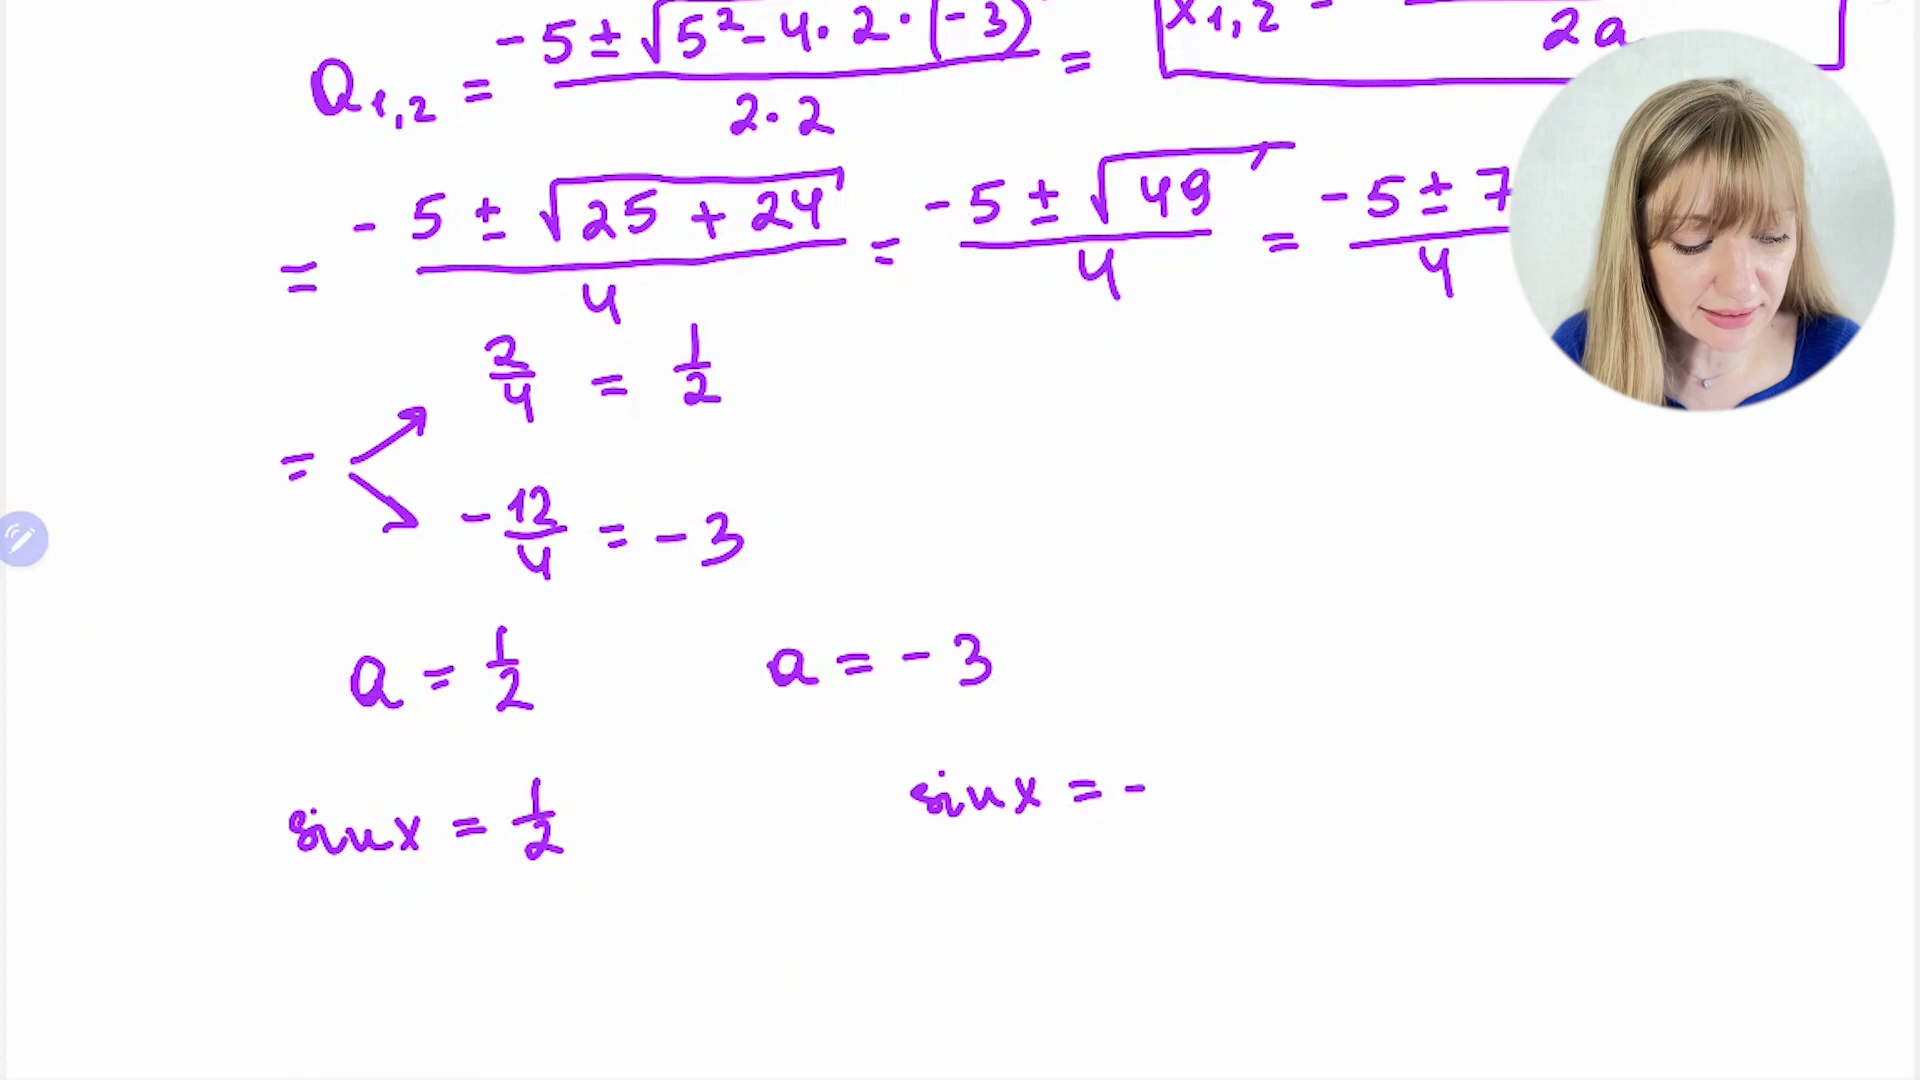 a₁,₂ = (-5 ± √(5² - 4 · 2 · (-3))) / (2 · 2) =
x₁,₂ = / 2a
= (-5 ± √(25 + 24)) / 4 = (-5 ± √49) / 4 = (-5 ± 7) / 4
2/4 = 1/2
=
-12/4 = -3
a = 1/2    a = -3
sin x = 1/2    sin x = -